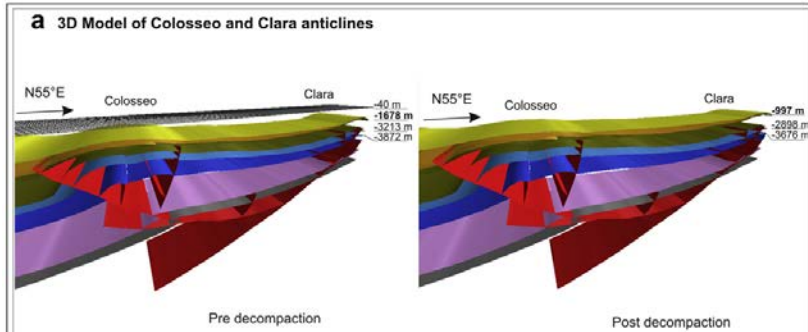 a 3D Model of Colosseo and Clara anticlines
N55°E
Colosseo
Clara
-40 m
-1678 m
-3213 m
-3872 m
Pre decompaction
N55°E
Colosseo
Clara
-997 m
-2898 m
-3676 m
Post decompaction